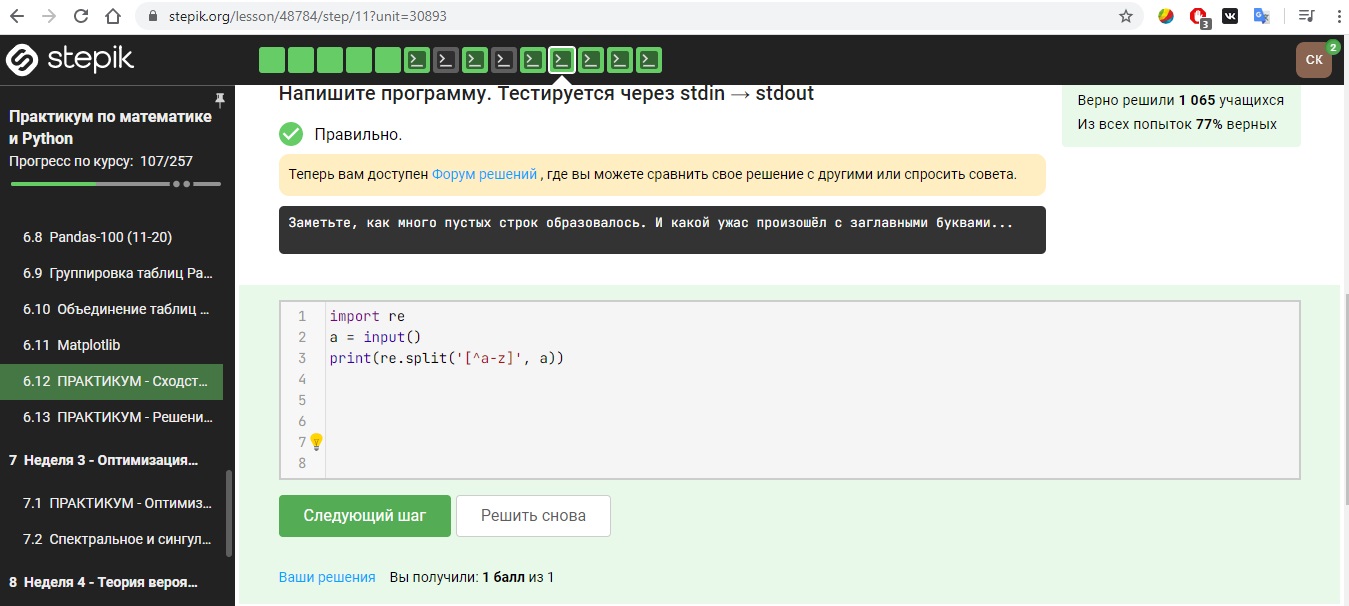 stepik.org/lesson/48784/step/11?unit=30893
3
stepik
СК
2
Практикум по математике
и Python
Прогресс по курсу: 107/257
6.8 Pandas-100 (11-20)
6.9 Группировка таблиц Pa...
6.10 Объединение таблиц ...
6.11 Matplotlib
6.12 ПРАКТИКУМ - Сходст...
6.13 ПРАКТИКУМ - Решени...
7 Неделя 3 - Оптимизация...
7.1 ПРАКТИКУМ - Оптимиз...
7.2 Спектральное и сингул...
8 Неделя 4 - Теория вероя...
Напишите программу. Тестируется через stdin → stdout
Правильно.
Теперь вам доступен Форум решений , где вы можете сравнить свое решение с другими или спросить совета.
Заметьте, как много пустых строк образовалось. И какой ужас произошёл с заглавными буквами...
Верно решили 1 065 учащихся
Из всех попыток 77% верных
1 import re
2 a = input()
3 print(re.split('[^a-z]', a))
4
5
6
7
8
Следующий шаг
Решить снова
Ваши решения Вы получили: 1 балл из 1